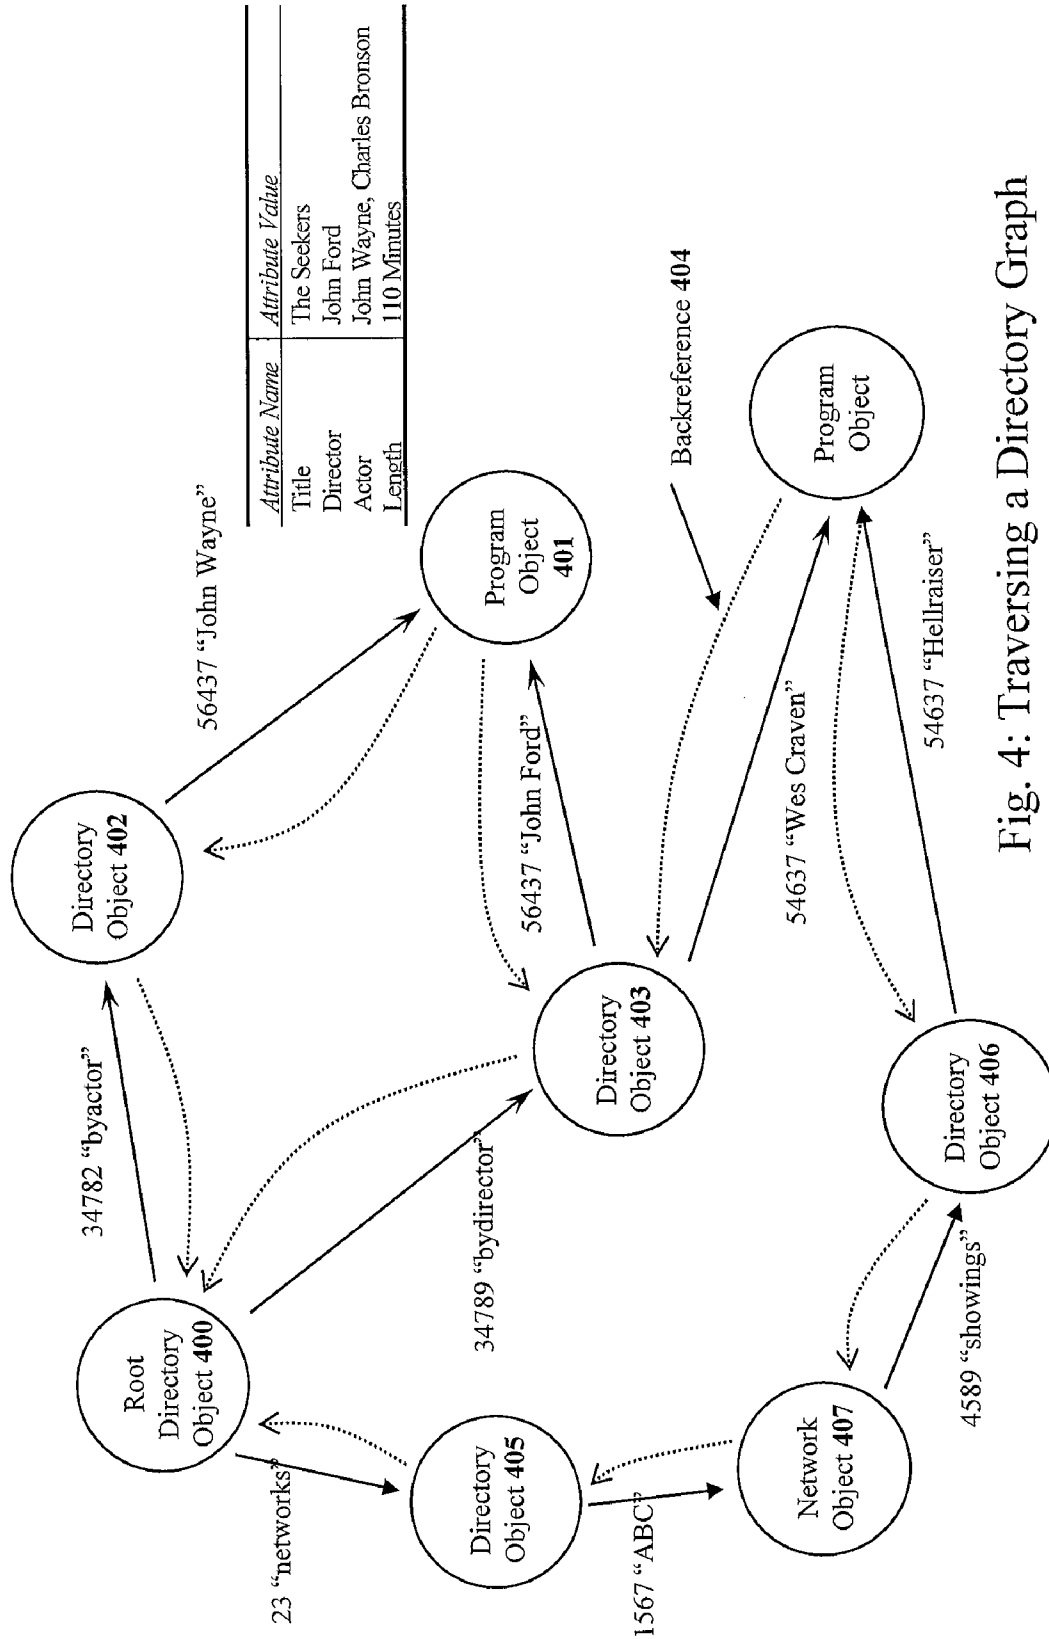 34782 “byactor”
Directory
Object 402
56437 “John Wayne”
Attribute Name Attribute Value
Title The Seekers
Director John Ford
Actor John Wayne, Charles Bronson
Length 110 Minutes
Root
Directory
Object 400
Program
Object
401
23 “networks”
34789 “bydirector”
56437 “John Ford”
Directory
Object 405
Directory
Object 403
Backreference 404
1567 “ABC”
54637 “Wes Craven”
Program
Object
Network
Object 407
54637 “Hellraiser”
4589 “showings”
Directory
Object 406
Fig. 4: Traversing a Directory Graph